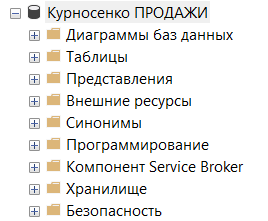 Курносенко ПРОДАЖИ
Диаграммы баз данных
Таблицы
Представления
Внешние ресурсы
Синонимы
Программирование
Компонент Service Broker
Хранилище
Безопасность